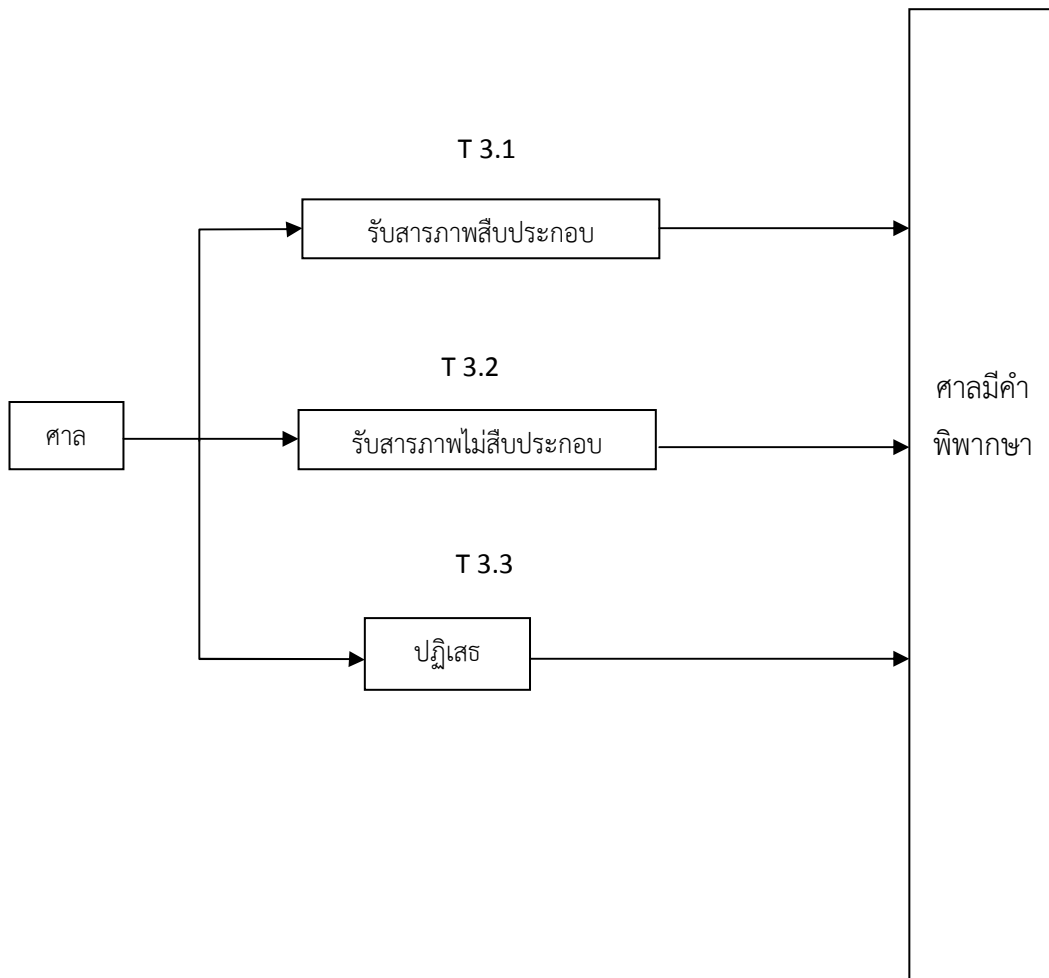 T 3.1
รับสารภาพสืบประกอบ
T 3.2
ศาล
รับสารภาพไม่สืบประกอบ
T 3.3
ปฏิเสธ
ศาลมีคำ
พิพากษา